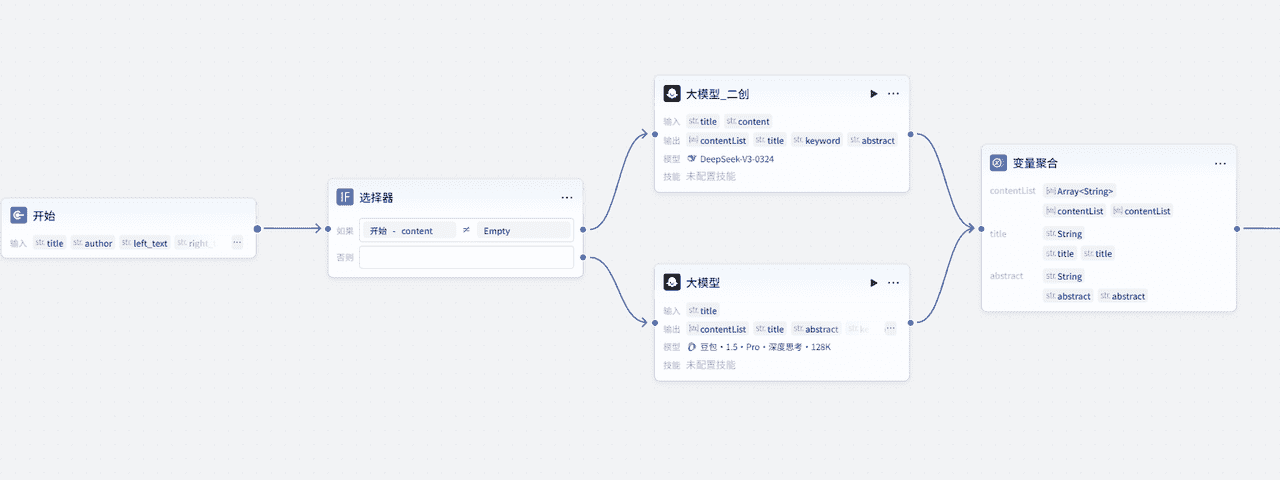 开始
输入 str. title str. author str. left_text str. right_
IF 选择器
如果 开始 - content ≠ Empty
否则
大模型_二创
输入 str. title str. content
输出 [str] contentList str. title str. keyword str. abstract
模型 DeepSeek-V3-0324
技能 未配置技能
大模型
输入 str. title
输出 [str] contentList str. title str. abstract
模型 豆包·1.5·Pro·深度思考·128K
技能 未配置技能
变量聚合
contentList [str] Array<String>
[str] contentList [str] contentList
title str. String
str. title str. title
abstract str. String
str. abstract str. abstract